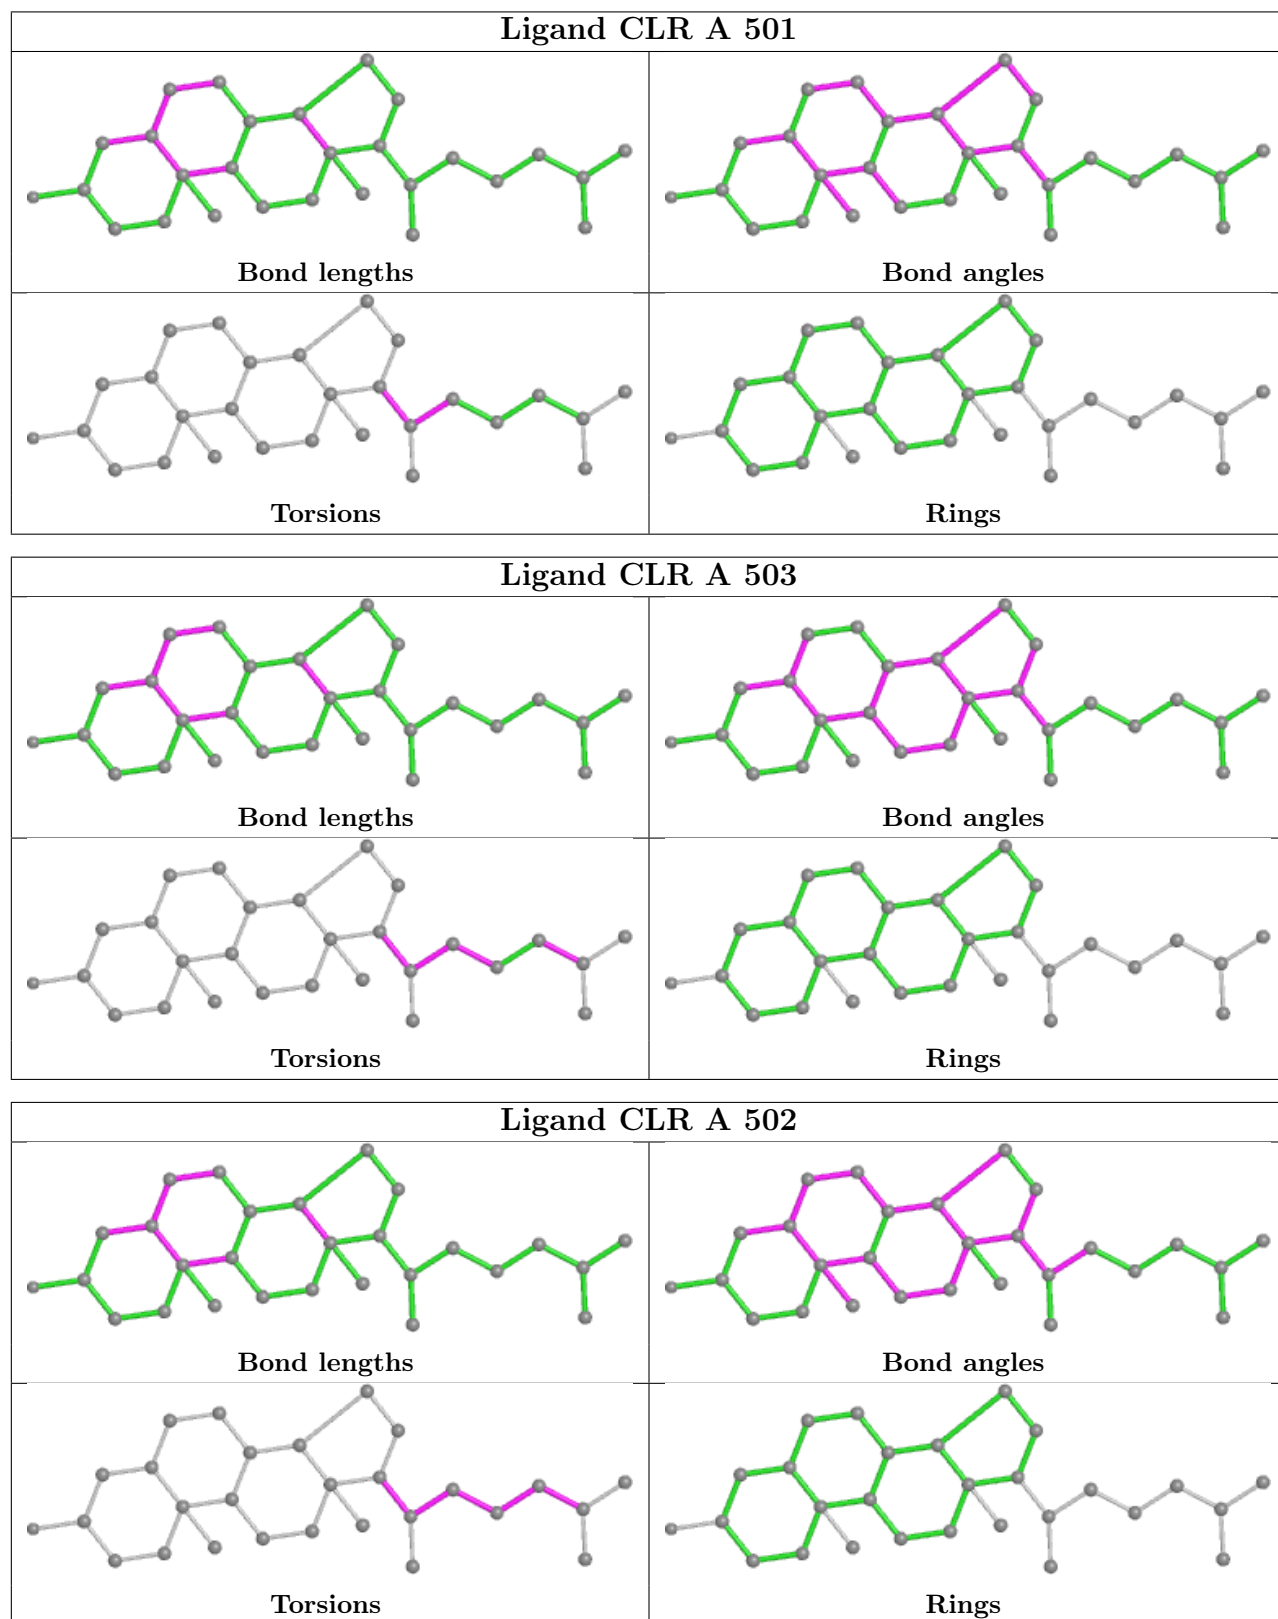 Ligand CLR A 501
Bond lengths
Bond angles
Torsions
Rings
Ligand CLR A 503
Bond lengths
Bond angles
Torsions
Rings
Ligand CLR A 502
Bond lengths
Bond angles
Torsions
Rings